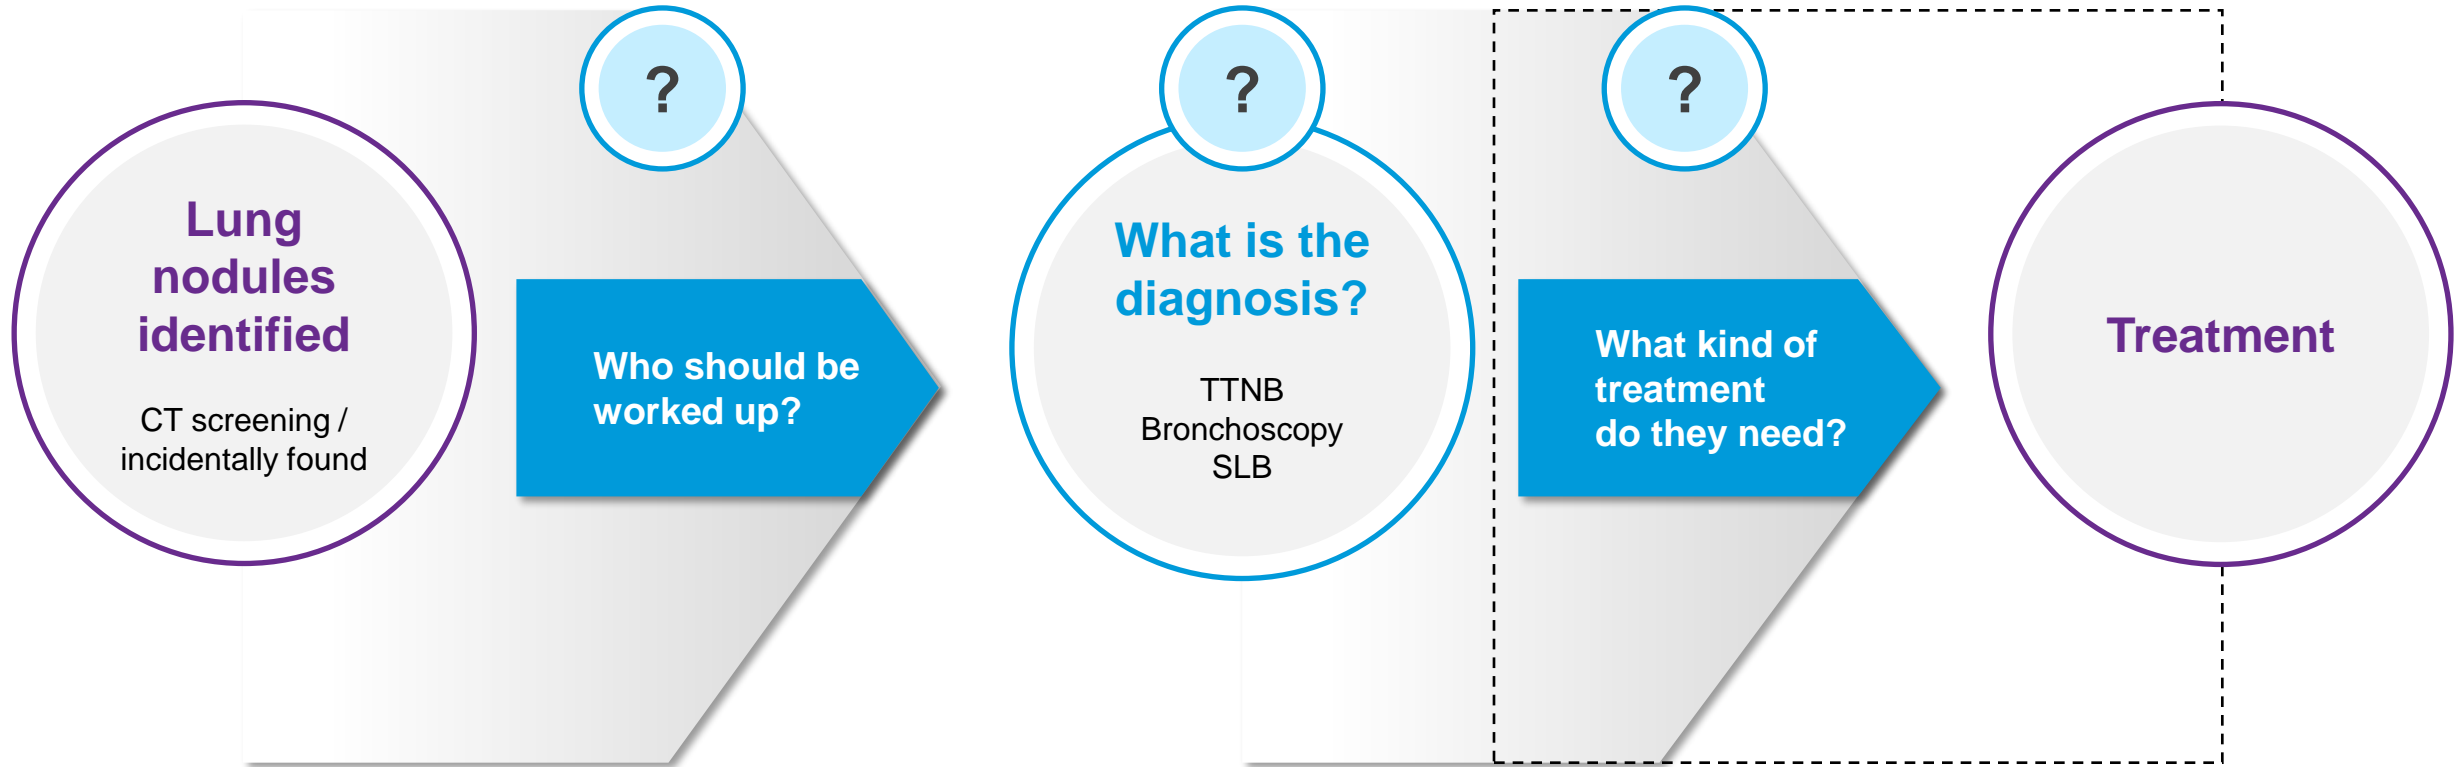 Lung
nodules
identified
CT screening /
incidentally found
?
Who should be
worked up?
?
What is the
diagnosis?
TTNB
Bronchoscopy
SLB
?
What kind of
treatment
do they need?
Treatment